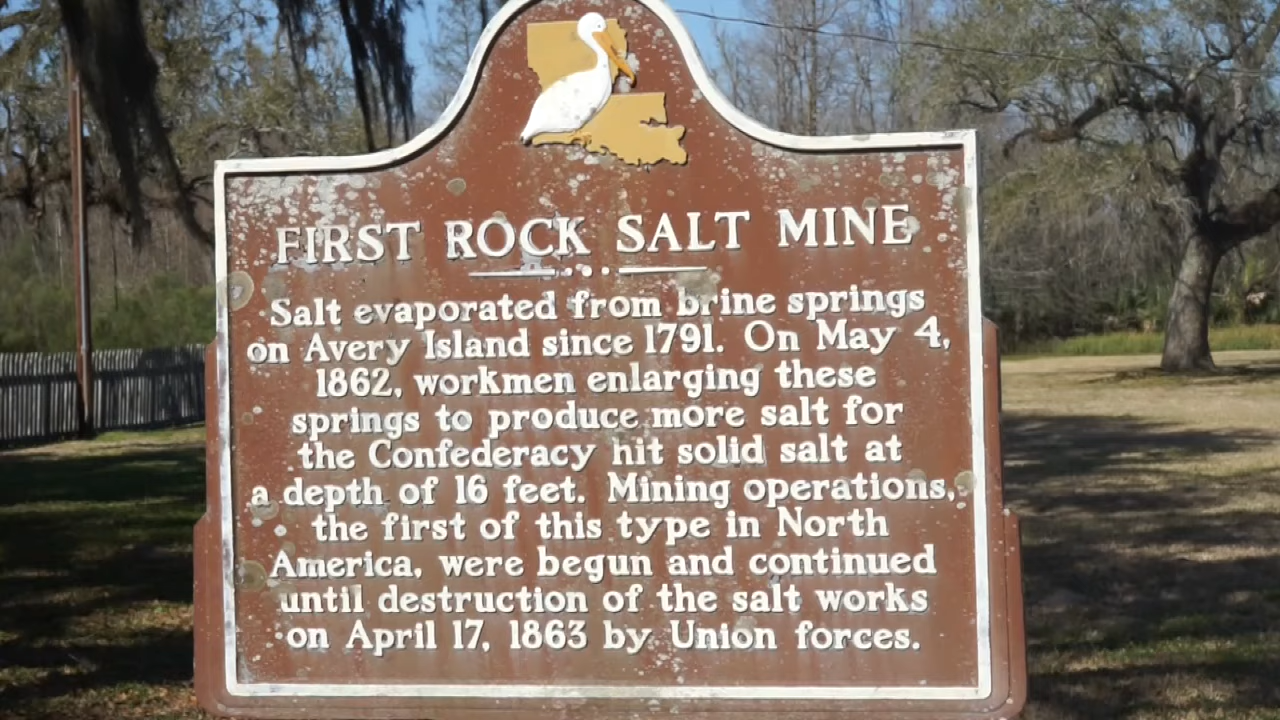 FIRST ROCK SALT MINE
Salt evaporated from brine springs
on Avery Island since 1791. On May 4,
1862, workmen enlarging these
springs to produce more salt for
the Confederacy hit solid salt at
a depth of 16 feet. Mining operations,
the first of this type in North
America, were begun and continued
until destruction of the salt works
on April 17, 1863 by Union forces.